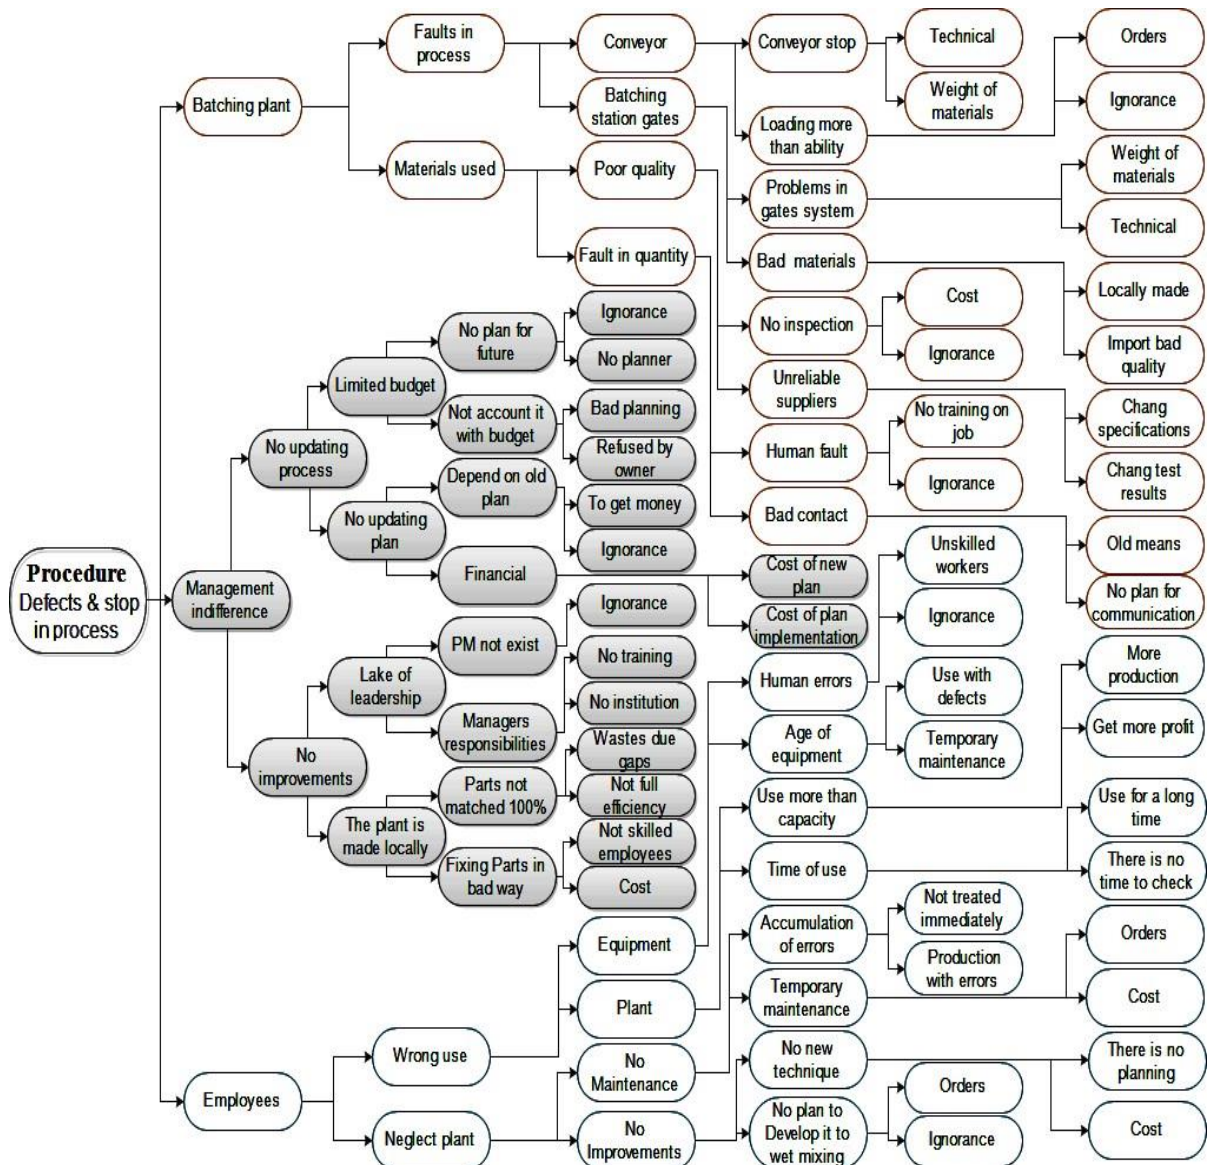 Procedure
Defects & stop
in process
Batching plant
Management
indifference
Employees
Faults in
process
Materials used
No updating
process
No
improvements
Wrong use
Neglect plant
Limited budget
No updating
plan
Lake of
leadership
The plant is
made locally
No plan for
future
Not account it
with budget
Depend on old
plan
Financial
PM not exist
Managers
responsibilities
Parts not
matched 100%
Fixing Parts in
bad way
Conveyor
Batching
station gates
Poor quality
Fault in quantity
Ignorance
No planner
Bad planning
Refused by
owner
To get money
Ignorance
Ignorance
No training
No institution
Wastes due
gaps
Not full
efficiency
Not skilled
employees
Cost
Equipment
Plant
No
Maintenance
No
Improvements
Conveyor stop
Loading more
than ability
Problems in
gates system
Bad materials
No inspection
Unreliable
suppliers
Human fault
Bad contact
Cost of new
plan
Cost of plan
implementation
Human errors
Age of
equipment
Use more than
capacity
Time of use
Accumulation
of errors
Temporary
maintenance
No new
technique
No plan to
Develop it to
wet mixing
Technical
Weight of
materials
Cost
Ignorance
No training on
job
Ignorance
Unskilled
workers
Ignorance
Use with
defects
Temporary
maintenance
Not treated
immediately
Production
with errors
Orders
Ignorance
Orders
Ignorance
Weight of
materials
Technical
Locally made
Import bad
quality
Chang
specifications
Chang test
results
Old means
No plan for
communication
More
production
Get more profit
Use for a long
time
There is no
time to check
Orders
Cost
There is no
planning
Cost